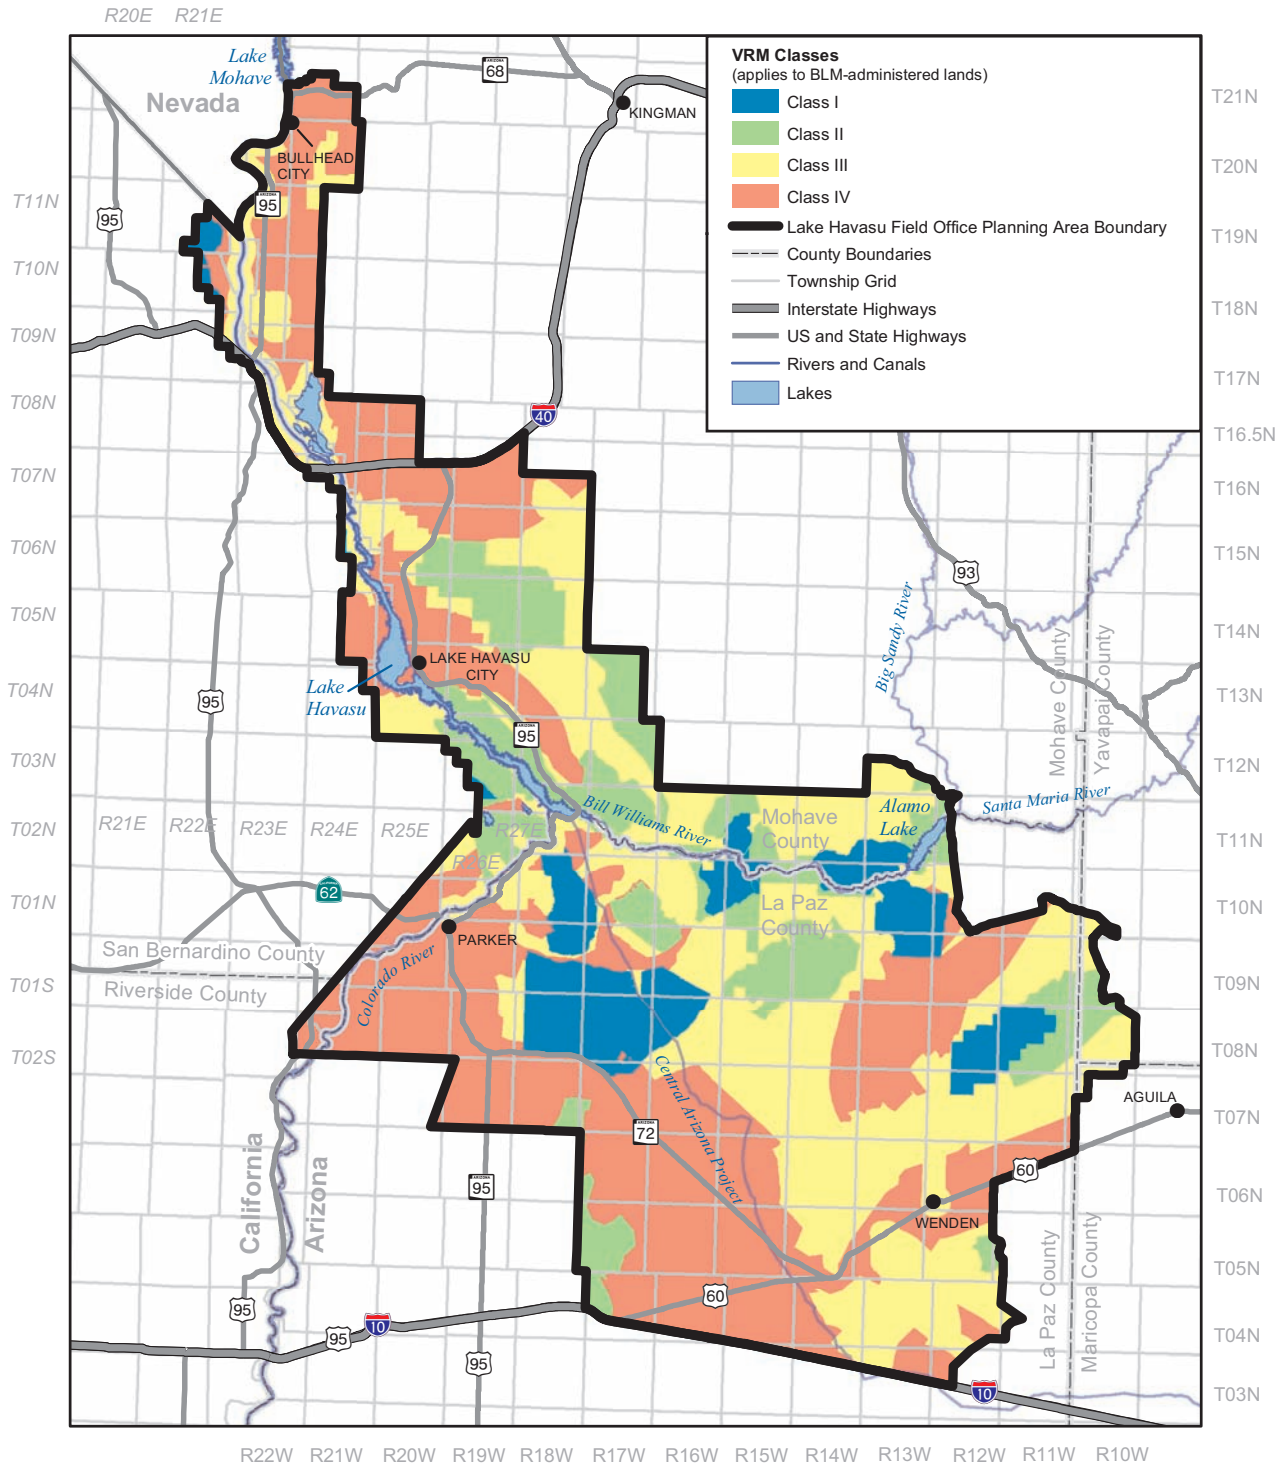 R20E R21E
Lake
Mohave
Nevada
ARIZONA
68
KINGMAN
BULLHEAD
CITY
ARIZONA
95
95
VRM Classes
(applies to BLM-administered lands)
Class I
Class II
Class III
Class IV
Lake Havasu Field Office Planning Area Boundary
County Boundaries
Township Grid
Interstate Highways
US and State Highways
Rivers and Canals
Lakes
T21N
T20N
T19N
T18N
T17N
T16.5N
T16N
T15N
T14N
T13N
T12N
T11N
T10N
T09N
T08N
T07N
T06N
T05N
T04N
T03N
T11N
T10N
T09N
T08N
T07N
T06N
T05N
T04N
T03N
T02N
T01N
T01S
T02S
40
93
Big Sandy River
Mohave County
Yavapai County
LAKE HAVASU
CITY
Lake
Havasu
95
ARIZONA
95
Santa Maria River
Alamo
Lake
Bill Williams River
Mohave
County
La Paz
County
R21E R22E R23E R24E R25E R27E
R26E
62
PARKER
San Bernardino County
Riverside County
Colorado River
Central Arizona Project
AGUILA
ARIZONA
72
60
ARIZONA
95
WENDEN
California
Arizona
La Paz County
Maricopa County
60
95
10
95
95
10
R22W R21W R20W R19W R18W R17W R16W R15W R14W R13W R12W R11W R10W